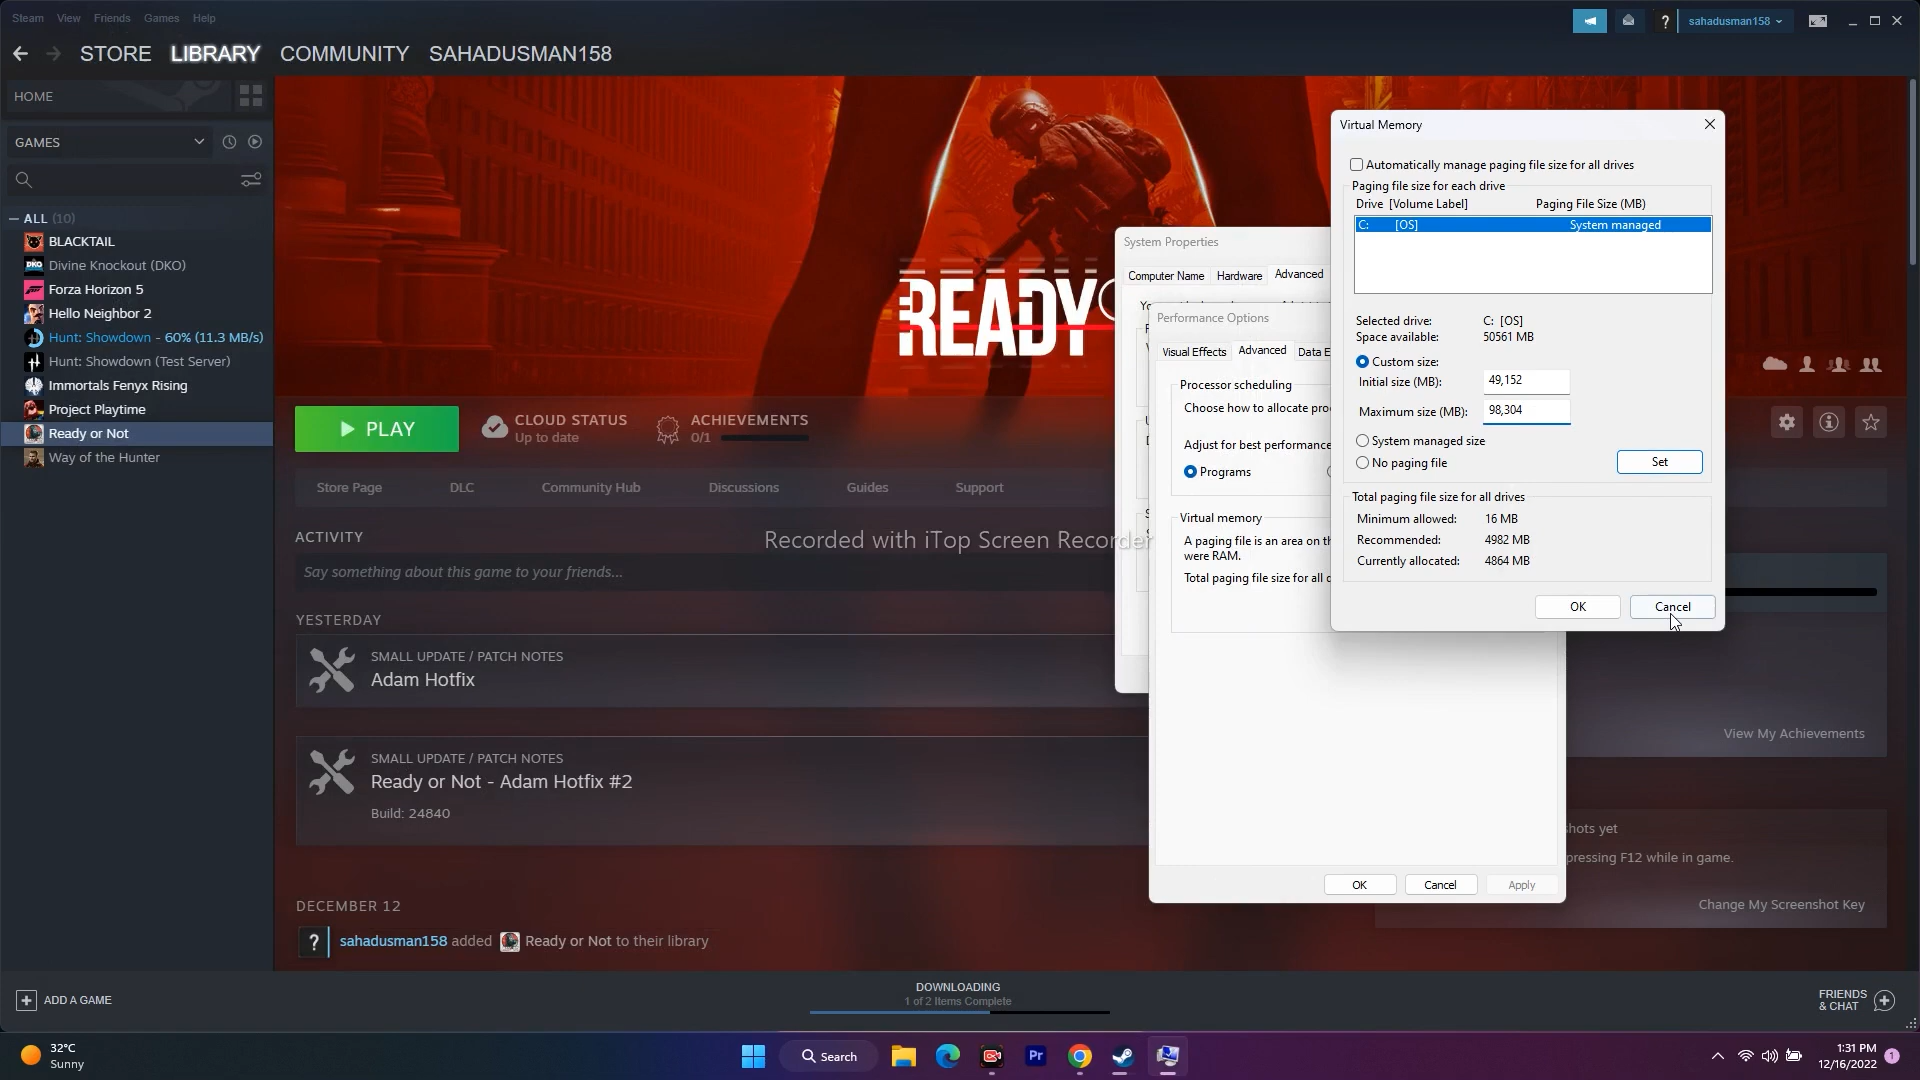 Steam View Friends Games Help
sahadusman158
STORE LIBRARY COMMUNITY SAHADUSMAN158
HOME
GAMES
ALL (10)
BLACKTAIL
Divine Knockout (DKO)
Forza Horizon 5
Hello Neighbor 2
Hunt: Showdown - 60% (11.3 MB/s)
Hunt: Showdown (Test Server)
Immortals Fenyx Rising
Project Playtime
Ready or Not
Way of the Hunter
READY
PLAY
CLOUD STATUS
Up to date
ACHIEVEMENTS
0/1
Store Page DLC Community Hub Discussions Guides Support
ACTIVITY
Say something about this game to your friends...
Recorded with iTop Screen Recorder
YESTERDAY
SMALL UPDATE / PATCH NOTES
Adam Hotfix
SMALL UPDATE / PATCH NOTES
Ready or Not - Adam Hotfix #2
Build: 24840
DECEMBER 12
? sahadusman158 added Ready or Not to their library
System Properties
Computer Name Hardware Advanced
Performance Options
Visual Effects Advanced Data E
Processor scheduling
Choose how to allocate pro
Adjust for best performance
Programs
Virtual memory
A paging file is an area on th
were RAM.
Total paging file size for all d
OK Cancel Apply
Virtual Memory
Automatically manage paging file size for all drives
Paging file size for each drive
Drive [Volume Label] Paging File Size (MB)
C: [OS] System managed
Selected drive: C: [OS]
Space available: 50561 MB
Custom size:
Initial size (MB): 49,152
Maximum size (MB): 98,304
System managed size
No paging file
Set
Total paging file size for all drives
Minimum allowed: 16 MB
Recommended: 4982 MB
Currently allocated: 4864 MB
OK Cancel
View My Achievements
hots yet
pressing F12 while in game.
Change My Screenshot Key
ADD A GAME
DOWNLOADING
1 of 2 Items Complete
FRIENDS
& CHAT
32°C
Sunny
Search
Pr
1:31 PM
12/16/2022
1